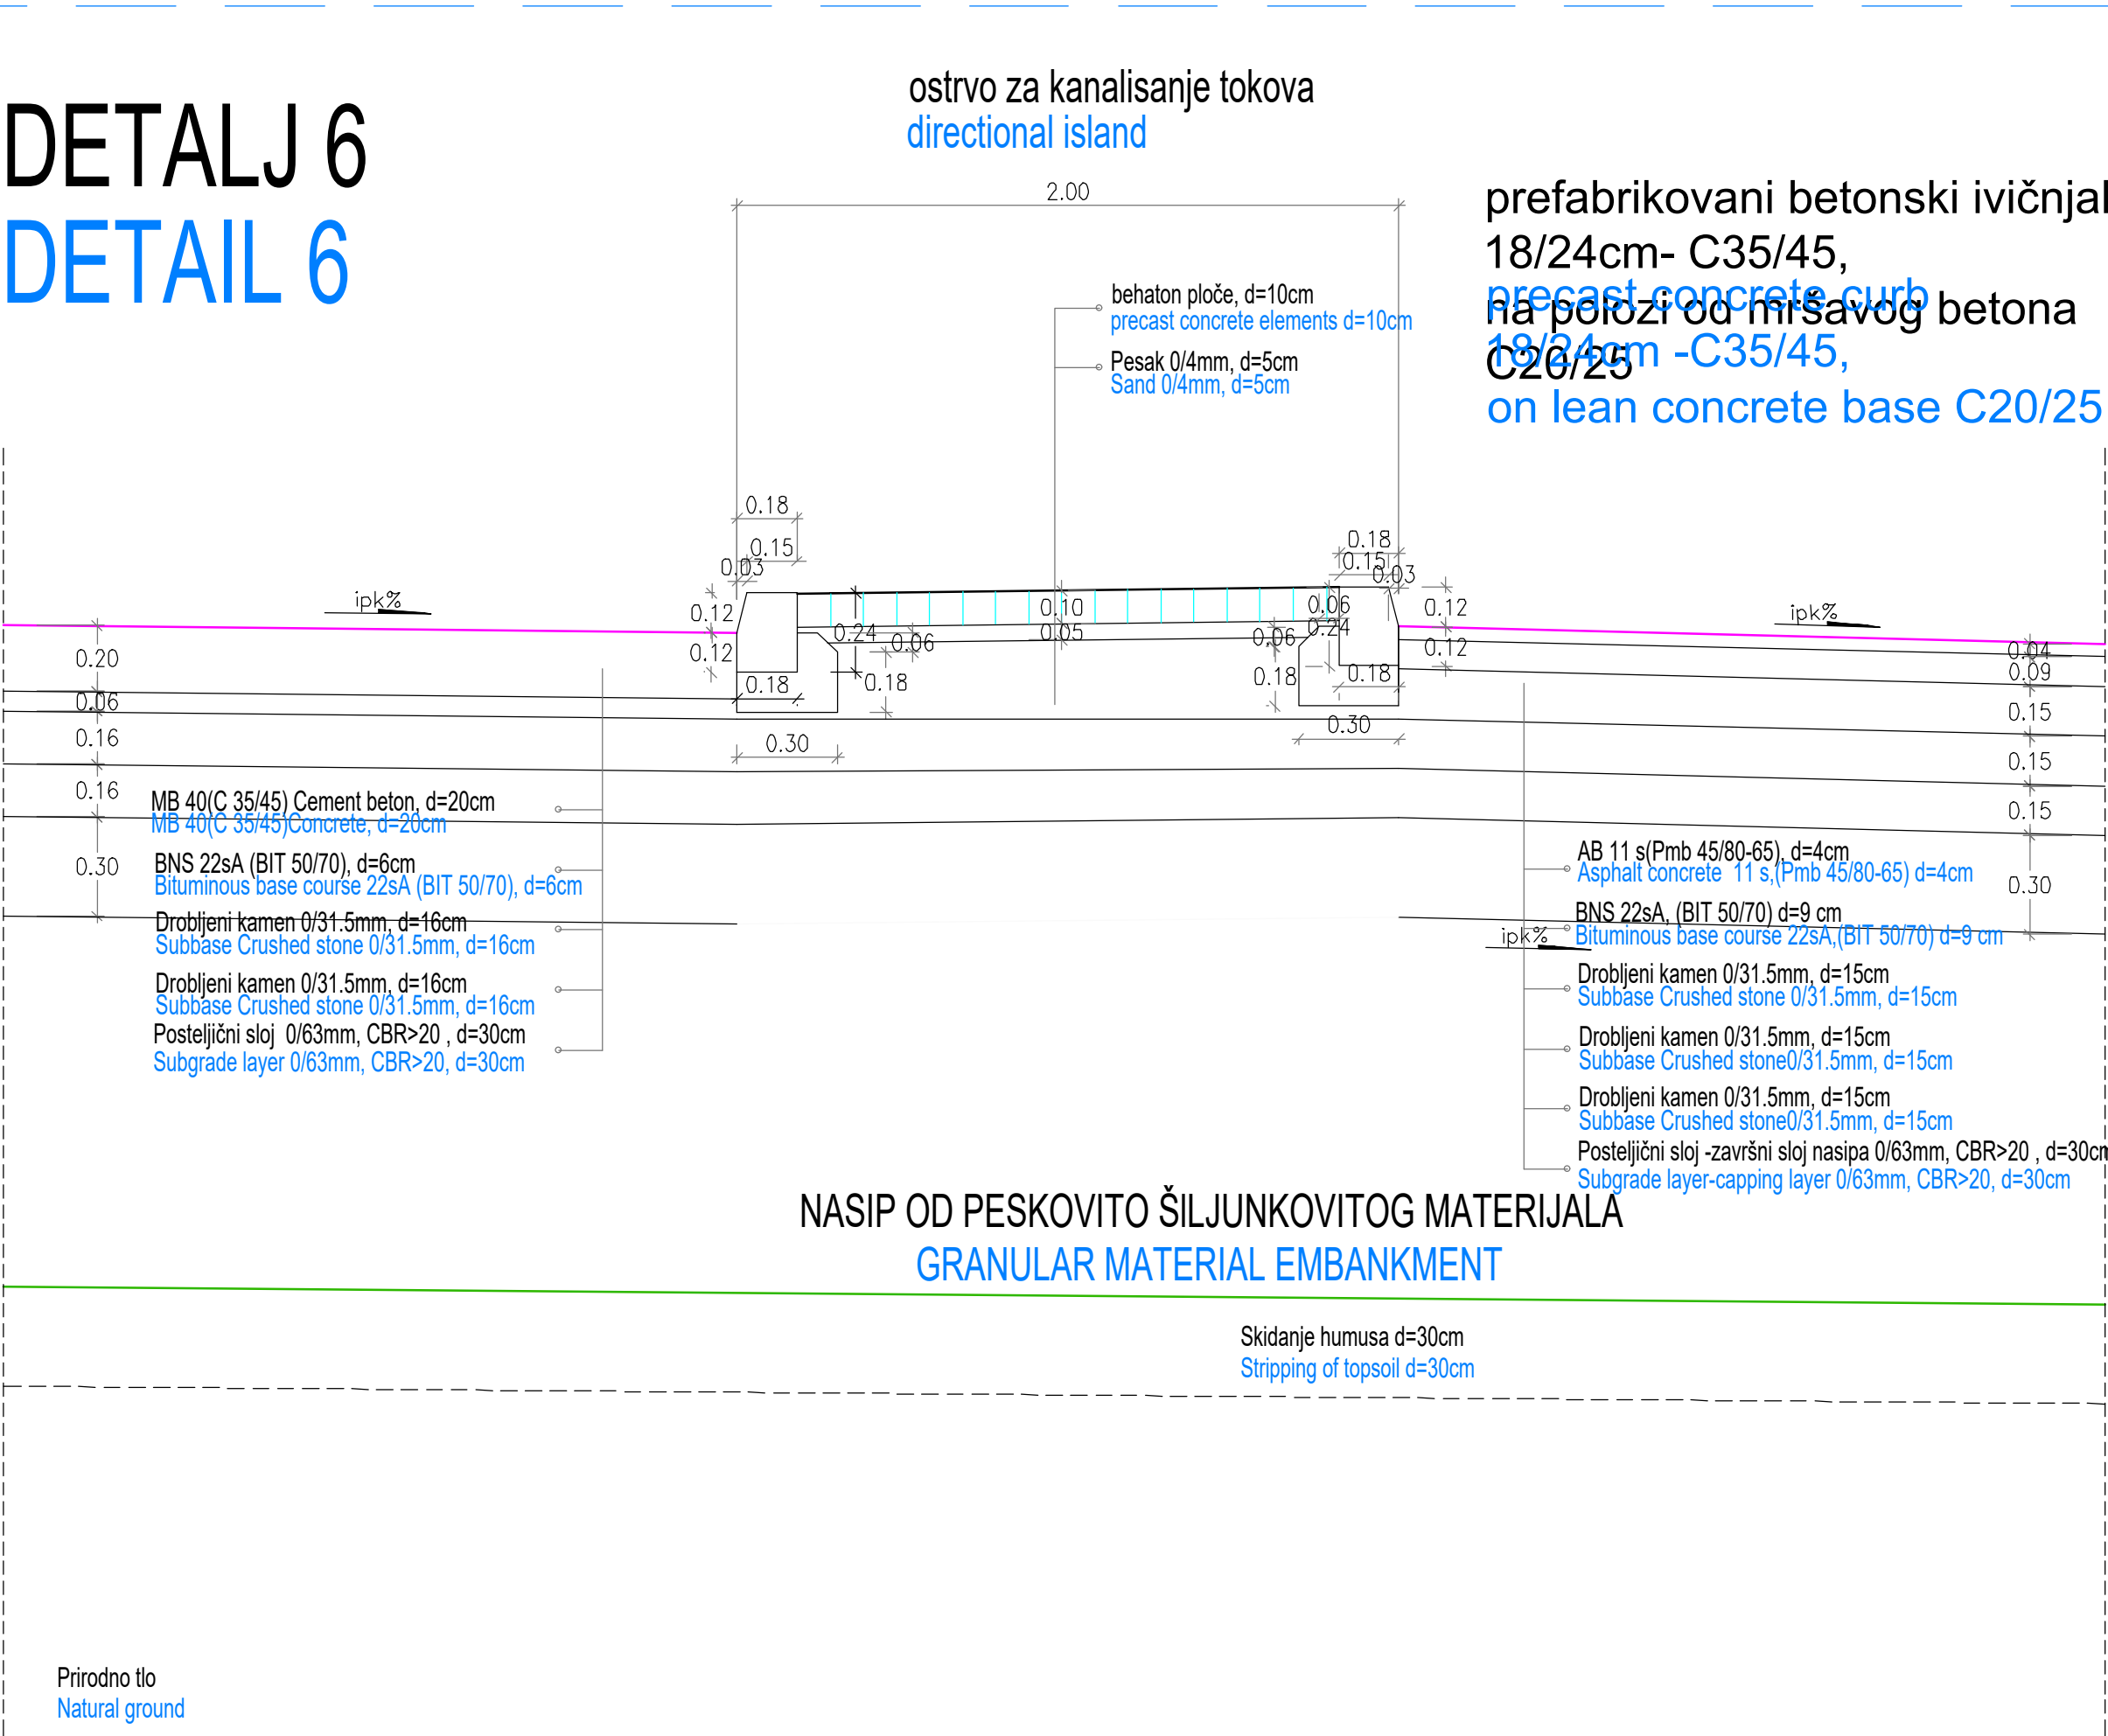 DETALJ 6
DETAIL 6
ostrvo za kanalisanje tokova
directional island
2.00
prefabrikovani betonski ivičnjak
18/24cm- C35/45,
na polozi od mršavog betona
C20/25
precast concrete curb
18/24cm -C35/45,
on lean concrete base C20/25
behaton ploče, d=10cm
precast concrete elements d=10cm
Pesak 0/4mm, d=5cm
Sand 0/4mm, d=5cm
0.18
0.15
0.03
0.18
0.15
0.03
ipk%
ipk%
0.12
0.12
0.24
0.06
0.18
0.18
0.30
0.10
0.05
0.06
0.24
0.06
0.18
0.18
0.30
0.12
0.12
0.20
0.06
0.16
0.16
0.30
0.04
0.09
0.15
0.15
0.15
0.30
MB 40(C 35/45) Cement beton, d=20cm
MB 40(C 35/45)Concrete, d=20cm
BNS 22sA (BIT 50/70), d=6cm
Bituminous base course 22sA (BIT 50/70), d=6cm
Drobljeni kamen 0/31.5mm, d=16cm
Subbase Crushed stone 0/31.5mm, d=16cm
Drobljeni kamen 0/31.5mm, d=16cm
Subbase Crushed stone 0/31.5mm, d=16cm
Posteljični sloj 0/63mm, CBR>20 , d=30cm
Subgrade layer 0/63mm, CBR>20, d=30cm
AB 11 s(Pmb 45/80-65), d=4cm
Asphalt concrete 11 s,(Pmb 45/80-65) d=4cm
BNS 22sA, (BIT 50/70) d=9 cm
Bituminous base course 22sA,(BIT 50/70) d=9 cm
ipk%
Drobljeni kamen 0/31.5mm, d=15cm
Subbase Crushed stone 0/31.5mm, d=15cm
Drobljeni kamen 0/31.5mm, d=15cm
Subbase Crushed stone0/31.5mm, d=15cm
Drobljeni kamen 0/31.5mm, d=15cm
Subbase Crushed stone0/31.5mm, d=15cm
Posteljični sloj -završni sloj nasipa 0/63mm, CBR>20 , d=30cm
Subgrade layer-capping layer 0/63mm, CBR>20, d=30cm
NASIP OD PESKOVITO ŠILJUNKOVITOG MATERIJALA
GRANULAR MATERIAL EMBANKMENT
Skidanje humusa d=30cm
Stripping of topsoil d=30cm
Prirodno tlo
Natural ground